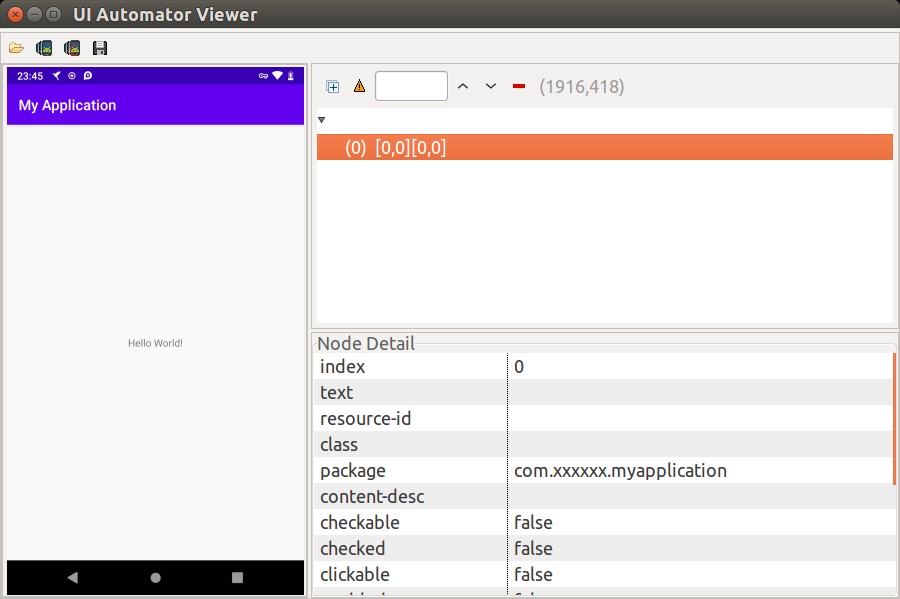 UI Automator Viewer
23:45
My Application
Hello World!
(1916,418)
(0) [0,0][0,0]
Node Detail
index 0
text
resource-id
class
package com.xxxxxx.myapplication
content-desc
checkable false
checked false
clickable false